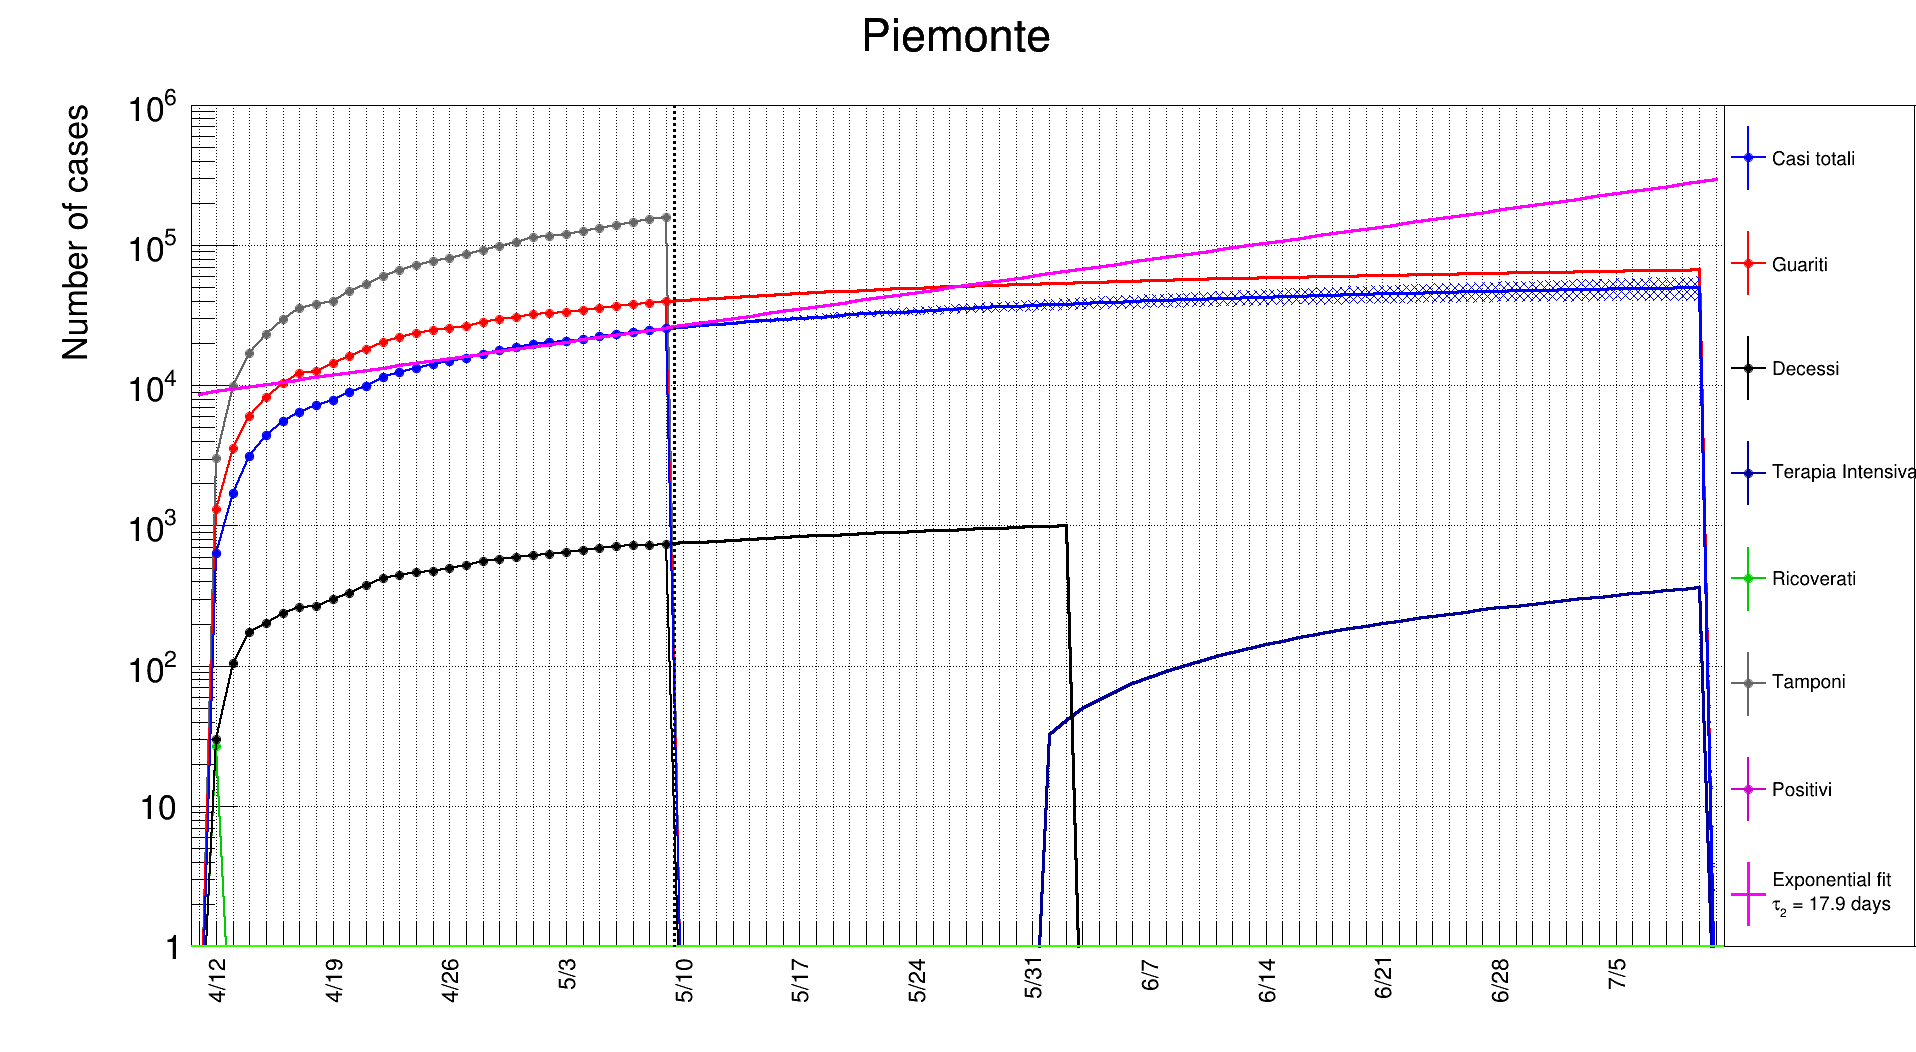 Piemonte
Number of cases
10^6
10^5
10^4
10^3
10^2
10
1
4/12
4/19
4/26
5/3
5/10
5/17
5/24
5/31
6/7
6/14
6/21
6/28
7/5
Casi totali
Guariti
Decessi
Terapia Intensiva
Ricoverati
Tamponi
Positivi
Exponential fit
τ₂ = 17.9 days